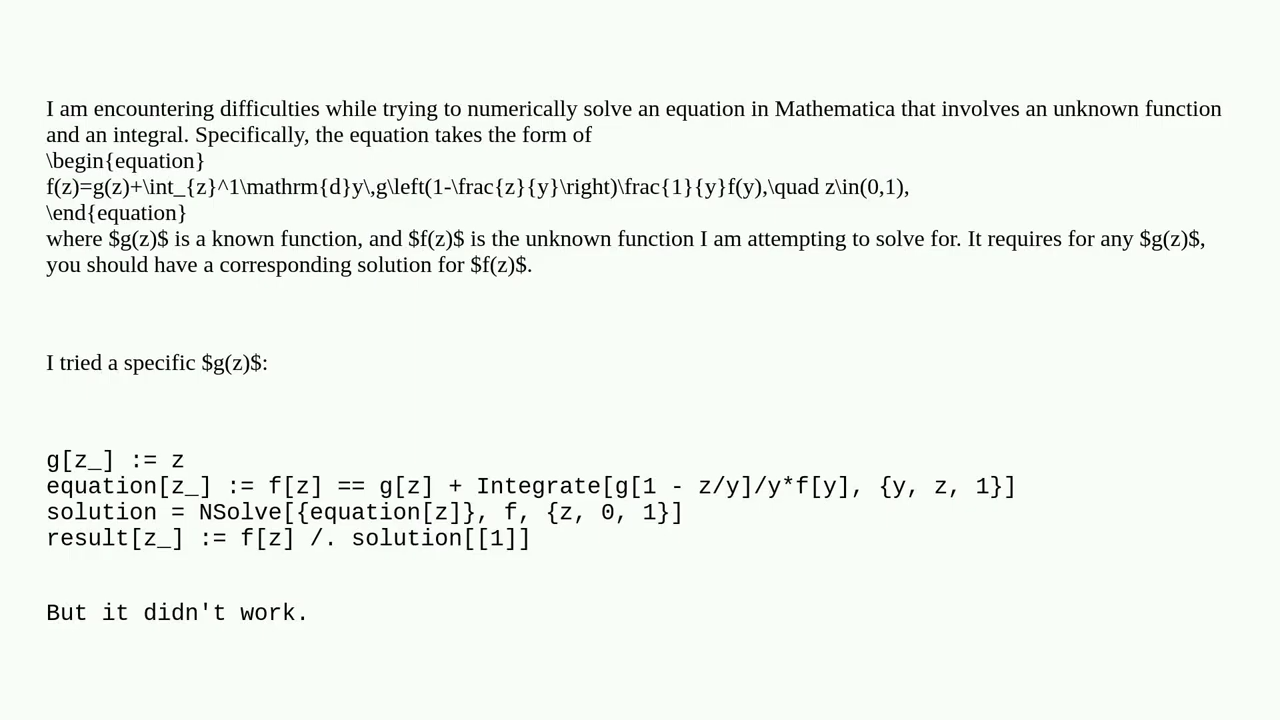 I am encountering difficulties while trying to numerically solve an equation in Mathematica that involves an unknown function
and an integral. Specifically, the equation takes the form of
\begin{equation}
f(z)=g(z)+\int_{z}^1\mathrm{d}y\,g\left(1-\frac{z}{y}\right)\frac{1}{y}f(y),\quad z\in(0,1),
\end{equation}
where $g(z)$ is a known function, and $f(z)$ is the unknown function I am attempting to solve for. It requires for any $g(z)$,
you should have a corresponding solution for $f(z)$.
I tried a specific $g(z)$:
g[z_] := z
equation[z_] := f[z] == g[z] + Integrate[g[1 - z/y]/y*f[y], {y, z, 1}]
solution = NSolve[{equation[z]}, f, {z, 0, 1}]
result[z_] := f[z] /. solution[[1]]
But it didn't work.